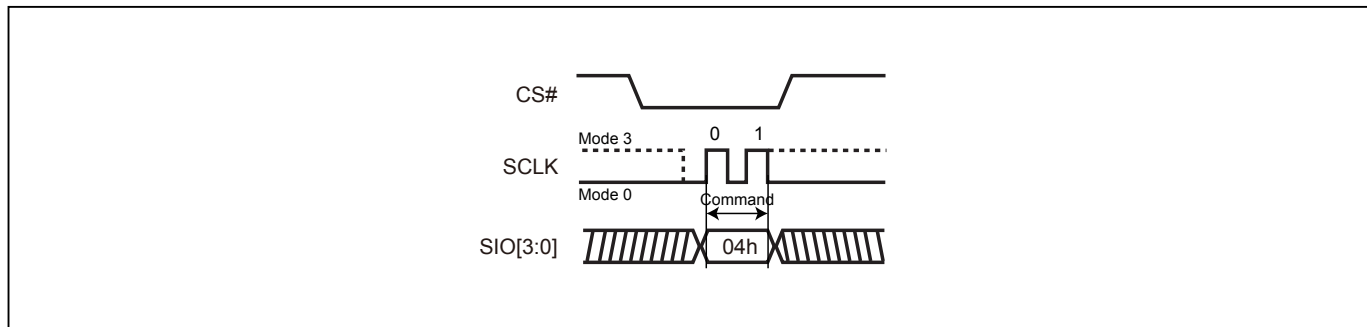 CS#
Mode 3 0 1
SCLK
Mode 0 Command
SIO[3:0] 04h